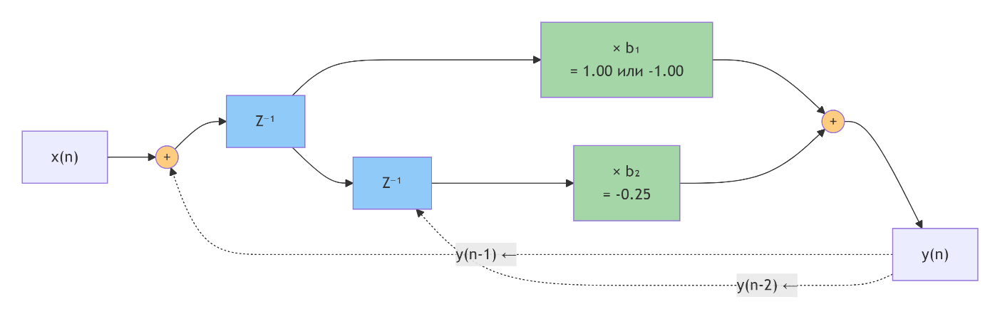 x(n)
+
Z⁻¹
Z⁻¹
× b₁
= 1.00 или -1.00
× b₂
= -0.25
+
y(n)
y(n-1) ←
y(n-2) ←